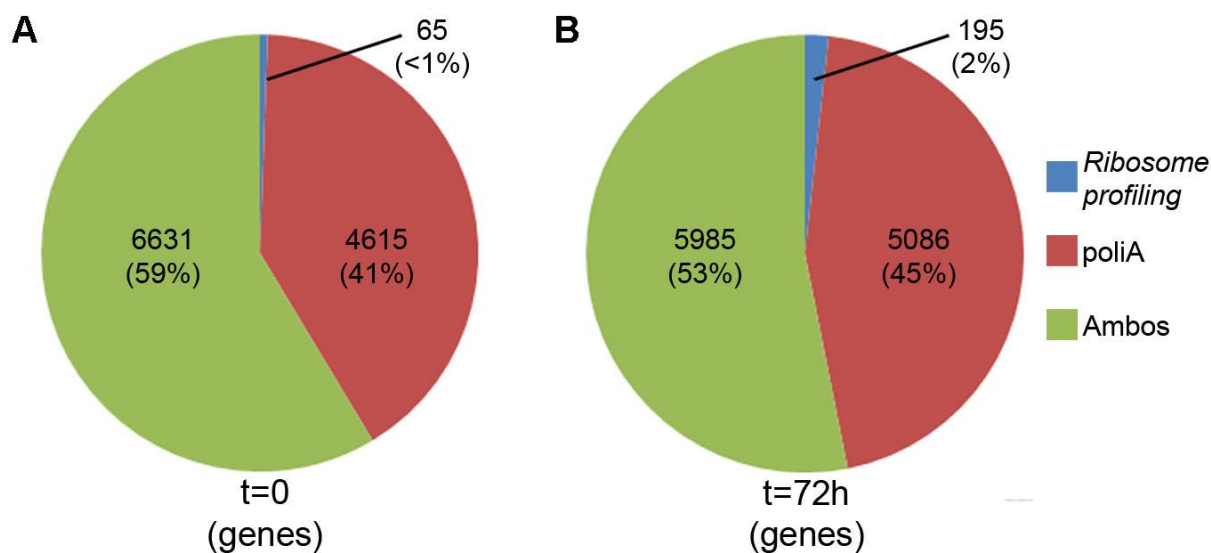 A
65
(<1%)
6631
(59%)
4615
(41%)
t=0
(genes)
B
195
(2%)
5985
(53%)
5086
(45%)
t=72h
(genes)
Ribosome
profiling
poliA
Ambos